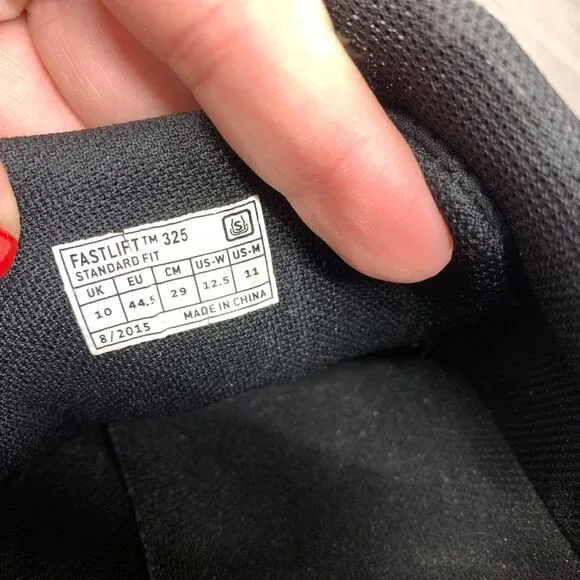 FASTLIFT™ 325
STANDARD FIT
UK EU CM US-W US-M
10 44.5 29 12.5 11
8/2015 MADE IN CHINA